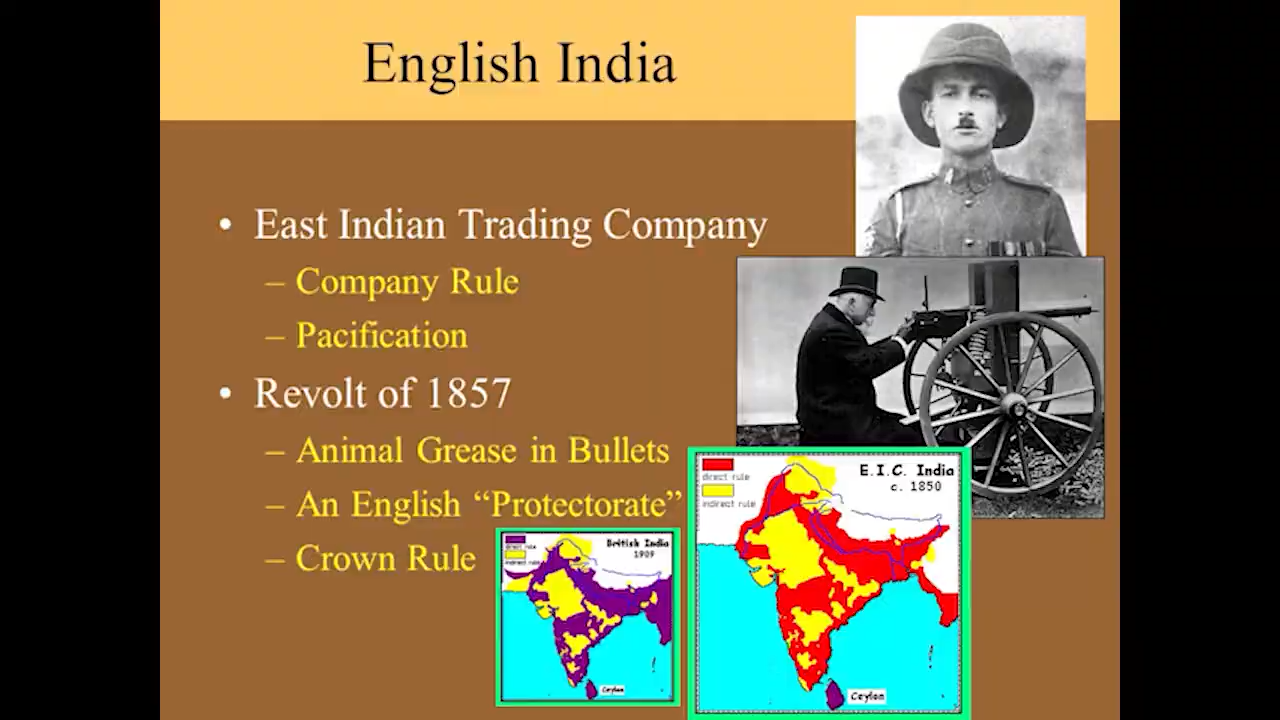 English India
• East Indian Trading Company
– Company Rule
– Pacification
• Revolt of 1857
– Animal Grease in Bullets
– An English “Protectorate”
– Crown Rule
direct rule
indirect rule
E.I.C. India
c. 1850
Ceylon
direct rule
indirect rule
British India
1909
Ceylon